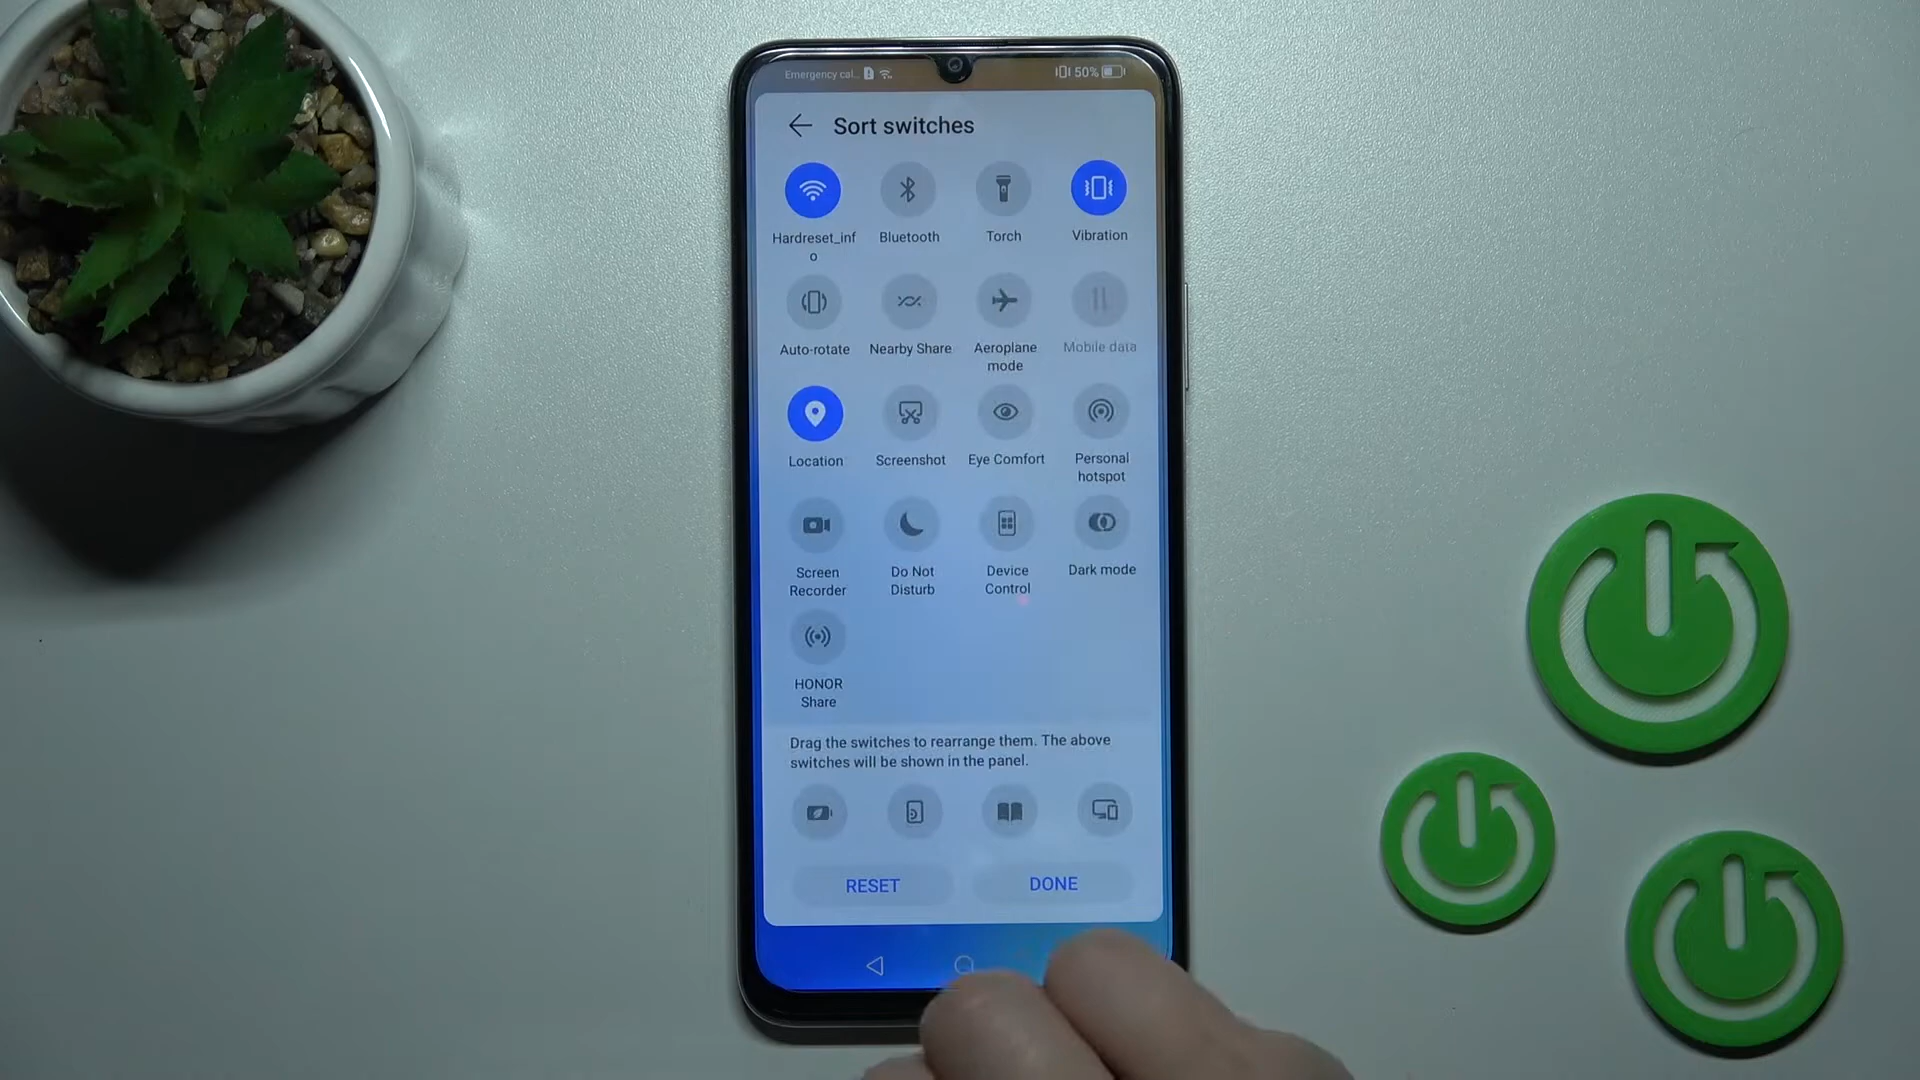 Emergency cal...
50%
Sort switches
Hardreset_inf
o
Bluetooth
Torch
Vibration
Auto-rotate
Nearby Share
Aeroplane
mode
Mobile data
Location
Screenshot
Eye Comfort
Personal
hotspot
Screen
Recorder
Do Not
Disturb
Device
Control
Dark mode
HONOR
Share
Drag the switches to rearrange them. The above
switches will be shown in the panel.
RESET
DONE